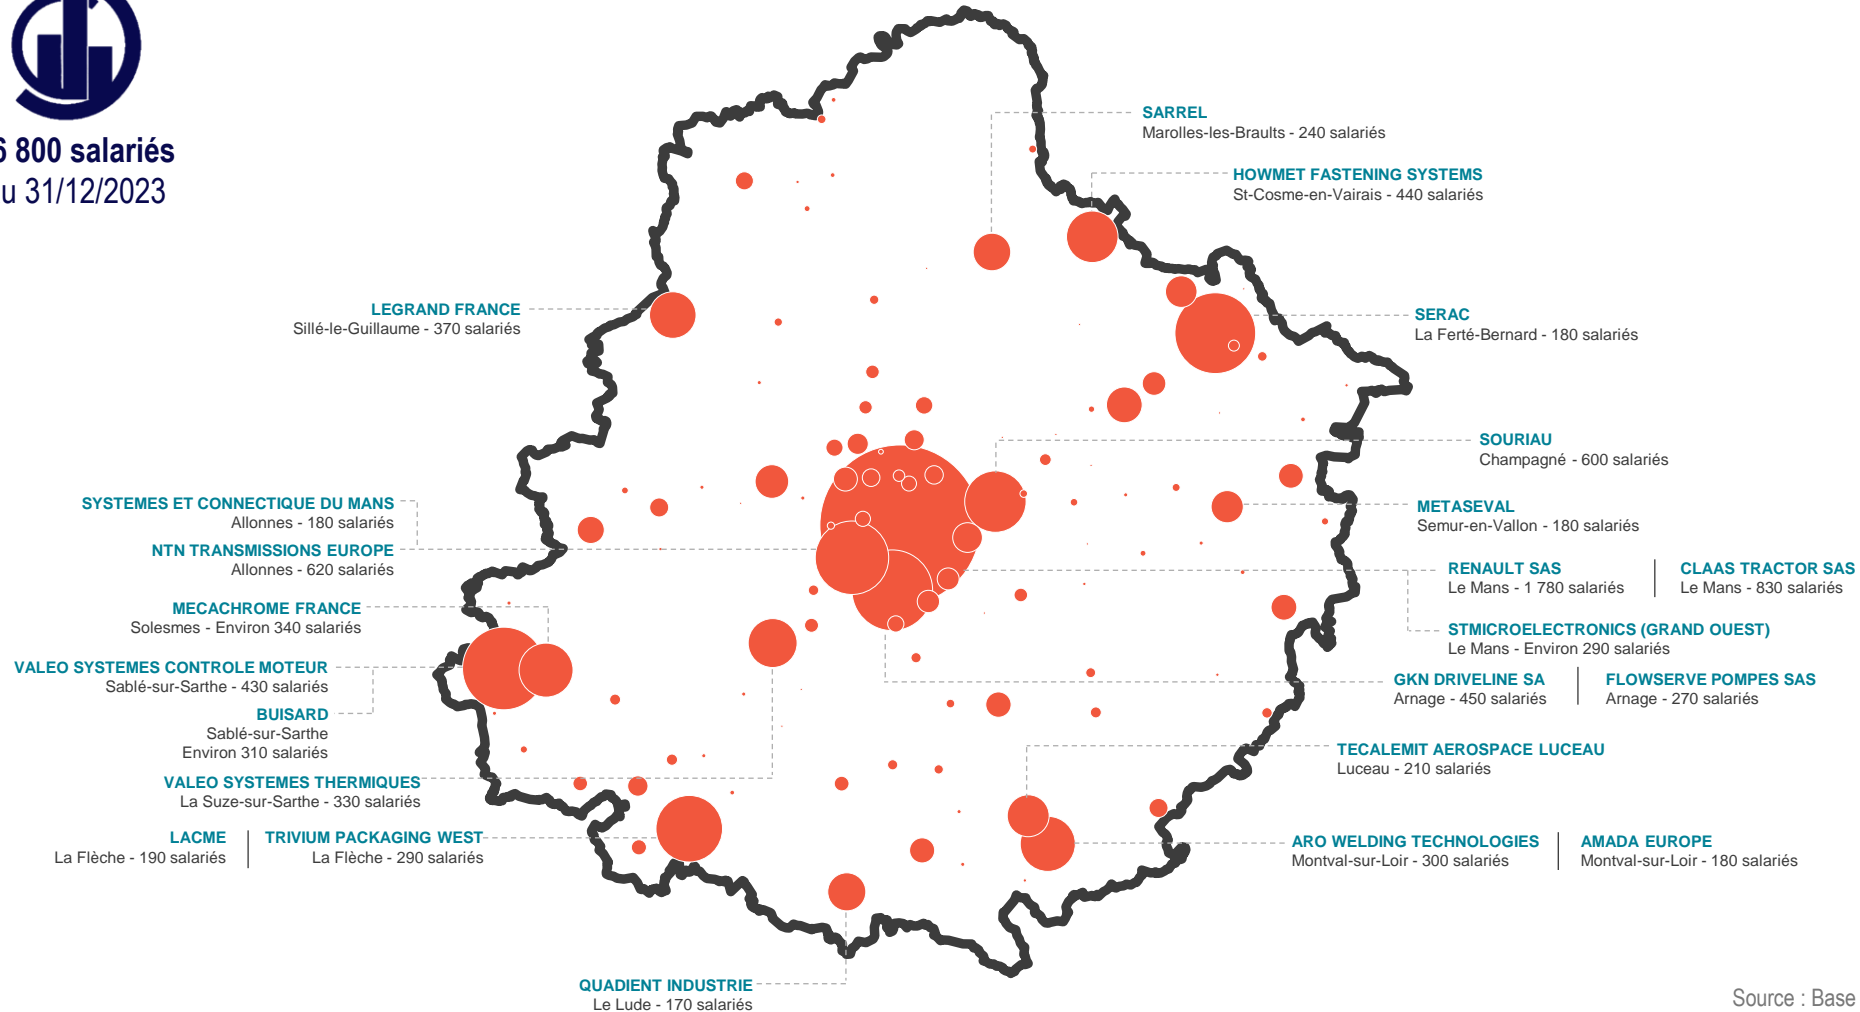 6 800 salariés
u 31/12/2023
SARREL
Marolles-les-Braults - 240 salariés
HOWMET FASTENING SYSTEMS
St-Cosme-en-Vairais - 440 salariés
LEGRAND FRANCE
Sillé-le-Guillaume - 370 salariés
SERAC
La Ferté-Bernard - 180 salariés
SOURIAU
Champagné - 600 salariés
SYSTEMES ET CONNECTIQUE DU MANS
Allonnes - 180 salariés
NTN TRANSMISSIONS EUROPE
Allonnes - 620 salariés
METASEVAL
Semur-en-Vallon - 180 salariés
RENAULT SAS
Le Mans - 1 780 salariés
CLAAS TRACTOR SAS
Le Mans - 830 salariés
MECACHROME FRANCE
Solesmes - Environ 340 salariés
STMICROELECTRONICS (GRAND OUEST)
Le Mans - Environ 290 salariés
VALEO SYSTEMES CONTROLE MOTEUR
Sablé-sur-Sarthe - 430 salariés
GKN DRIVELINE SA
Arnage - 450 salariés
FLOWSERVE POMPES SAS
Arnage - 270 salariés
BUISARD
Sablé-sur-Sarthe
Environ 310 salariés
TECALEMIT AEROSPACE LUCEAU
Luceau - 210 salariés
VALEO SYSTEMES THERMIQUES
La Suze-sur-Sarthe - 330 salariés
LACME
La Flèche - 190 salariés
TRIVIUM PACKAGING WEST
La Flèche - 290 salariés
ARO WELDING TECHNOLOGIES
Montval-sur-Loir - 300 salariés
AMADA EUROPE
Montval-sur-Loir - 180 salariés
QUADIENT INDUSTRIE
Le Lude - 170 salariés
Source : Base